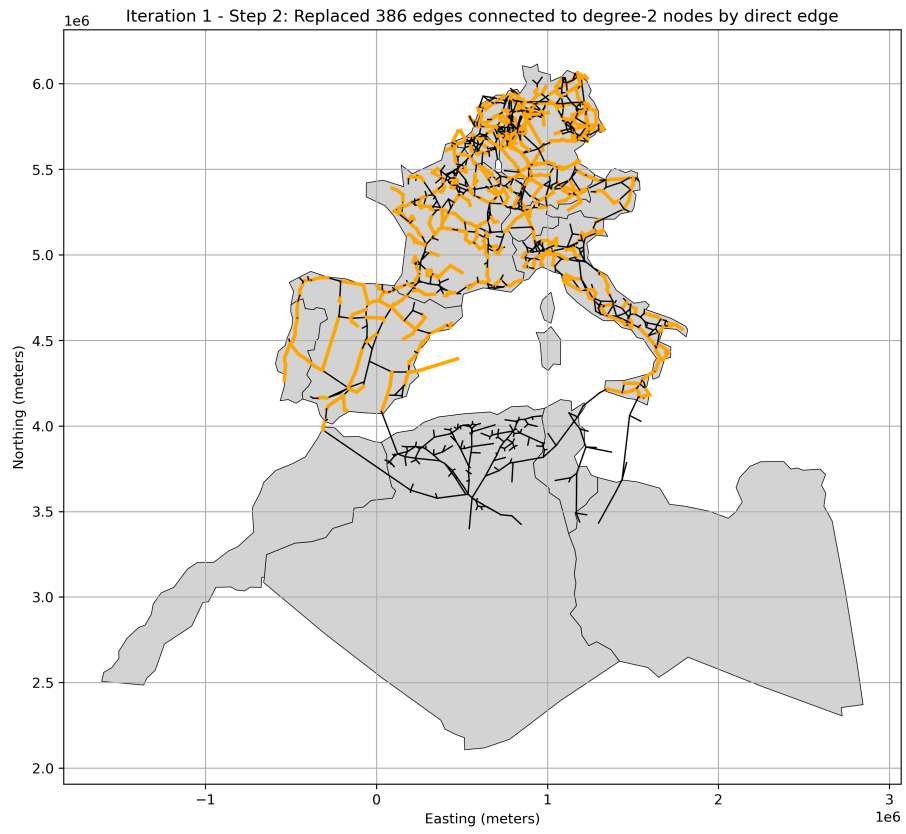 Iteration 1 - Step 2: Replaced 386 edges connected to degree-2 nodes by direct edge
1e6
6.0
5.5
5.0
4.5
4.0
3.5
3.0
2.5
2.0
Northing (meters)
−1 0 1 2 3
1e6
Easting (meters)